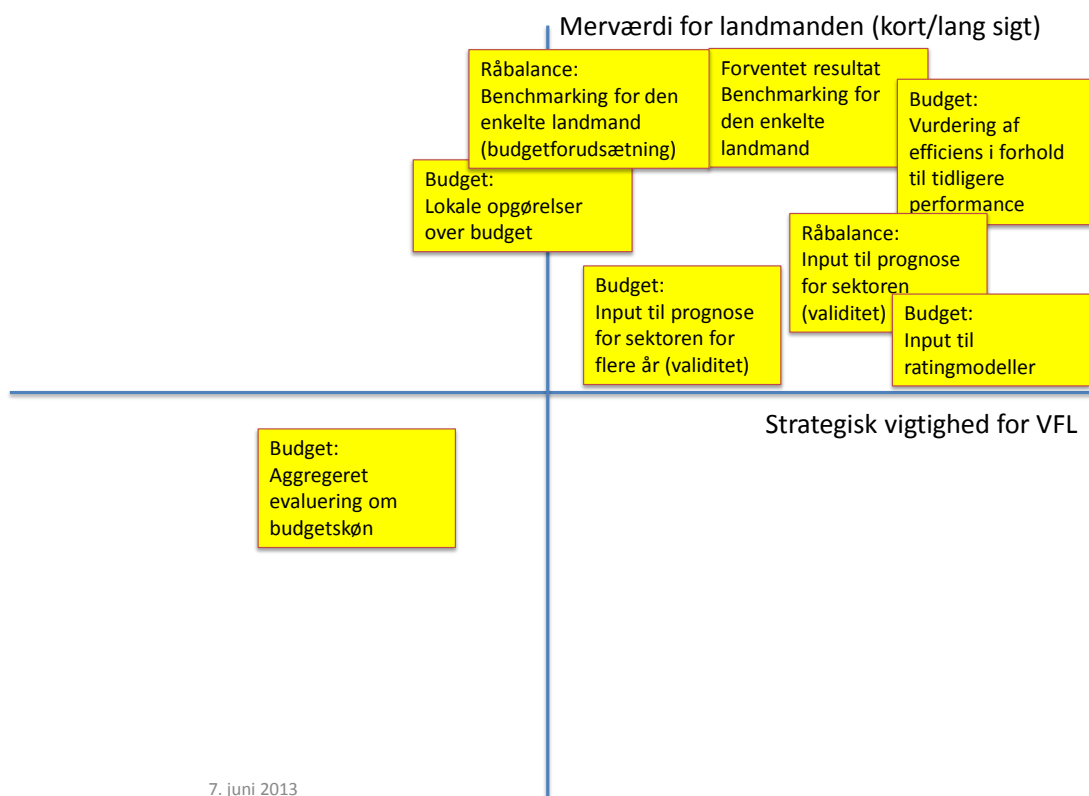 Merværdi for landmanden (kort/lang sigt)
Råbalance:
Benchmarking for den
enkelte landmand
(budgetforudsætning)
Forventet resultat
Benchmarking for
den enkelte
landmand
Budget:
Vurdering af
efficiens i forhold
til tidligere
performance
Budget:
Lokale opgørelser
over budget
Råbalance:
Input til prognose
for sektoren
(validitet)
Budget:
Input til prognose
for sektoren for
flere år (validitet)
Budget:
Input til
ratingmodeller
Strategisk vigtighed for VFL
Budget:
Aggregeret
evaluering om
budgetskøn
7. juni 2013